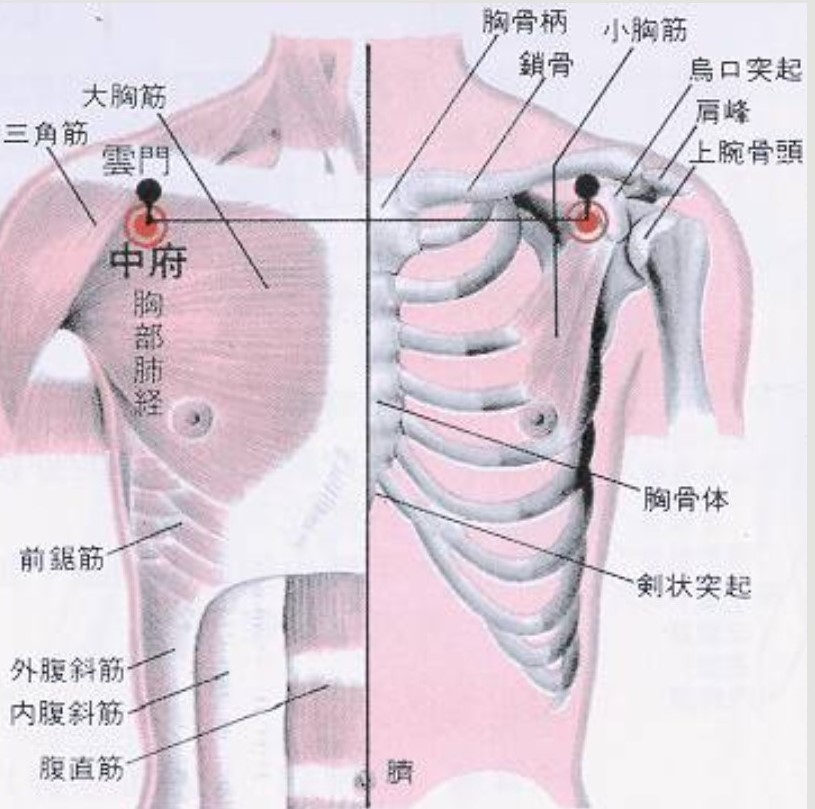 胸骨柄
小胸筋
鎖骨
烏口突起
大胸筋
肩峰
三角筋
上腕骨頭
雲門
中府
胸部肺経
胸骨体
前鋸筋
剣状突起
外腹斜筋
内腹斜筋
腹直筋
臍